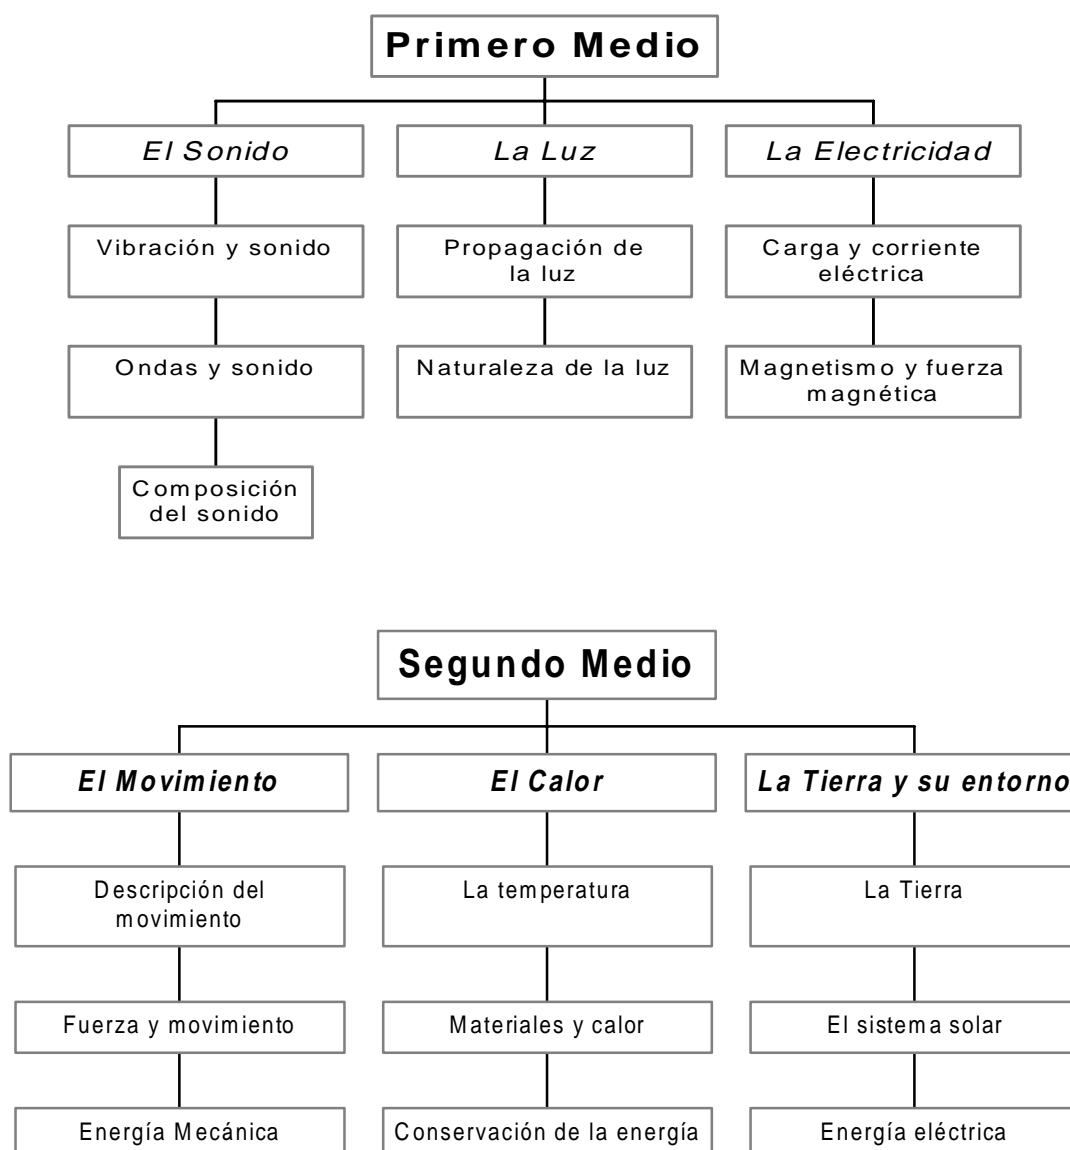 Primero Medio
El Sonido
La Luz
La Electricidad
Vibración y sonido
Propagación de
la luz
Carga y corriente
eléctrica
Ondas y sonido
Naturaleza de la luz
Magnetismo y fuerza
magnética
Composición
del sonido
Segundo Medio
El Movimiento
El Calor
La Tierra y su entorno
Descripción del
movimiento
La temperatura
La Tierra
Fuerza y movimiento
Materiales y calor
El sistema solar
Energía Mecánica
Conservación de la energía
Energía eléctrica